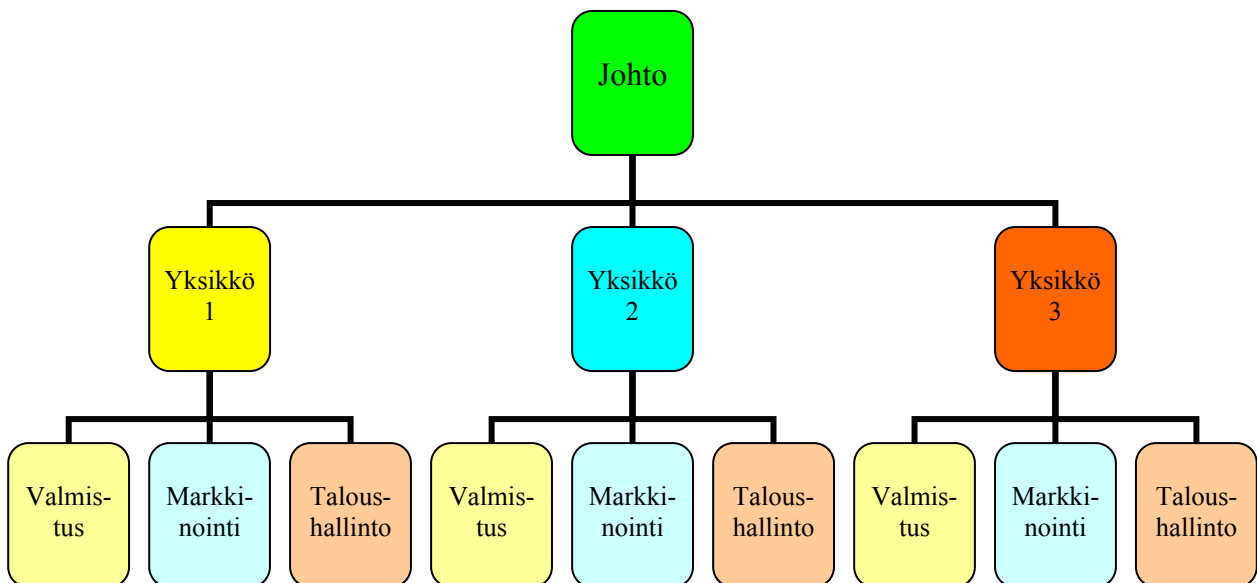 Johto
Yksikkö
1
Yksikkö
2
Yksikkö
3
Valmis-
tus
Markki-
nointi
Talous-
hallinto
Valmis-
tus
Markki-
nointi
Talous-
hallinto
Valmis-
tus
Markki-
nointi
Talous-
hallinto